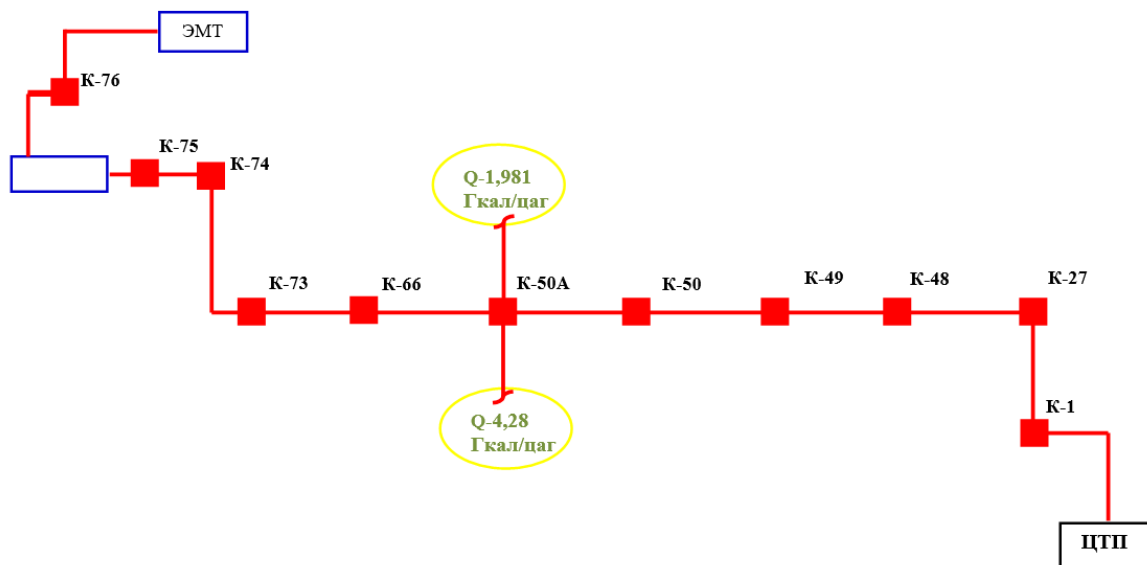 ЭМТ
К-76
К-75
К-74
Q-1,981
Гкал/цаг
К-73
К-66
К-50А
К-50
К-49
К-48
К-27
Q-4,28
Гкал/цаг
К-1
ЦТП